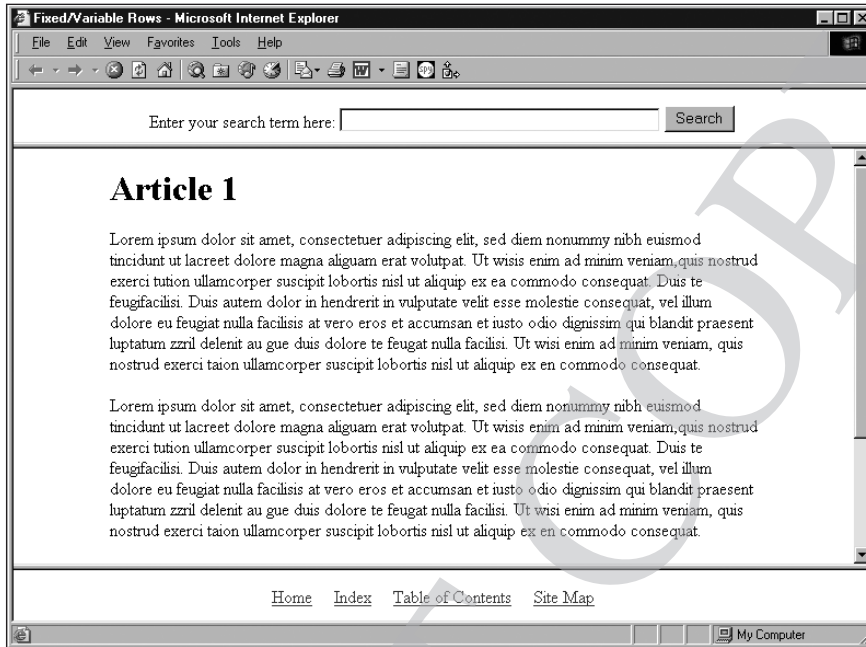 Fixed/Variable Rows - Microsoft Internet Explorer
File Edit View Favorites Tools Help
Enter your search term here: Search
Article 1
Lorem ipsum dolor sit amet, consectetuer adipiscing elit, sed diem nonummy nibh euismod
tincidunt ut lacreet dolore magna aliguam erat volutpat. Ut wisis enim ad minim veniam,quis nostrud
exerci tution ullamcorper suscipit lobortis nisl ut aliquip ex ea commodo consequat. Duis te
feugifacilisi. Duis autem dolor in hendrerit in vulputate velit esse molestie consequat, vel illum
dolore eu feugiat nulla facilisis at vero eros et accumsan et iusto odio dignissim qui blandit praesent
luptatum zzril delenit au gue duis dolore te feugat nulla facilisi. Ut wisi enim ad minim veniam, quis
nostrud exerci taion ullamcorper suscipit lobortis nisl ut aliquip ex en commodo consequat.
Lorem ipsum dolor sit amet, consectetuer adipiscing elit, sed diem nonummy nibh euismod
tincidunt ut lacreet dolore magna aliguam erat volutpat. Ut wisis enim ad minim veniam,quis nostrud
exerci tution ullamcorper suscipit lobortis nisl ut aliquip ex ea commodo consequat. Duis te
feugifacilisi. Duis autem dolor in hendrerit in vulputate velit esse molestie consequat, vel illum
dolore eu feugiat nulla facilisis at vero eros et accumsan et iusto odio dignissim qui blandit praesent
luptatum zzril delenit au gue duis dolore te feugat nulla facilisi. Ut wisi enim ad minim veniam, quis
nostrud exerci taion ullamcorper suscipit lobortis nisl ut aliquip ex en commodo consequat.
Home Index Table of Contents Site Map
My Computer